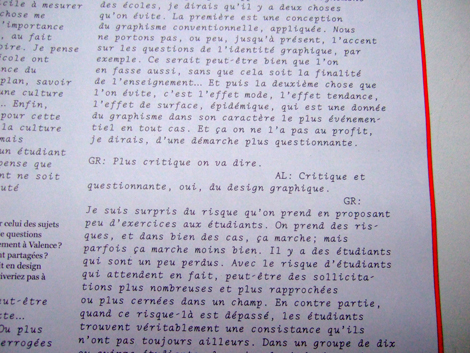 icile à mesurer
chose me
'importance
, au fait
oire. Je pense
école ont
nce du
plan, savoir
une culture
.. Enfin,
pour cette
la culture
mais
un étudiant
pense que
nt ne soit
uté
r celui des sujets
e questions
ement à Valence ?
nt partagées ?
t en design
iveriez pas à
eut-être
te...
Ou plus
errogées
des écoles, je dirais qu'il y a deux choses
qu'on évite. La première est une conception
du graphisme conventionnelle, appliquée. Nous
ne portons pas, ou peu, jusqu'à présent, l'accent
sur les questions de l'identité graphique, par
exemple. Ce serait peut-être bien que l'on
en fasse aussi, sans que cela soit la finalité
de l'enseignement... Et puis la deuxième chose que
l'on évite, c'est l'effet mode, l'effet tendance,
l'effet de surface, épidémique, qui est une donnée
du graphisme dans son caractère le plus événemen-
tiel en tout cas. Et ça on ne l'a pas au profit,
je dirais, d'une démarche plus questionnante.
GR: Plus critique on va dire.
AL: Critique et
questionnante, oui, du design graphique.
GR:
Je suis surpris du risque qu'on prend en proposant
peu d'exercices aux étudiants. On prend des ris-
ques, et dans bien des cas, ça marche; mais
parfois ça marche moins bien. Il y a des étudiants
qui sont un peu perdus. Avec le risque d'étudiants
qui attendent en fait, peut-être des sollicita-
tions plus nombreuses et plus rapprochées
ou plus cernées dans un champ. En contre partie,
quand ce risque-là est dépassé, les étudiants
trouvent véritablement une consistance qu'ils
n'ont pas toujours ailleurs. Dans un groupe de dix